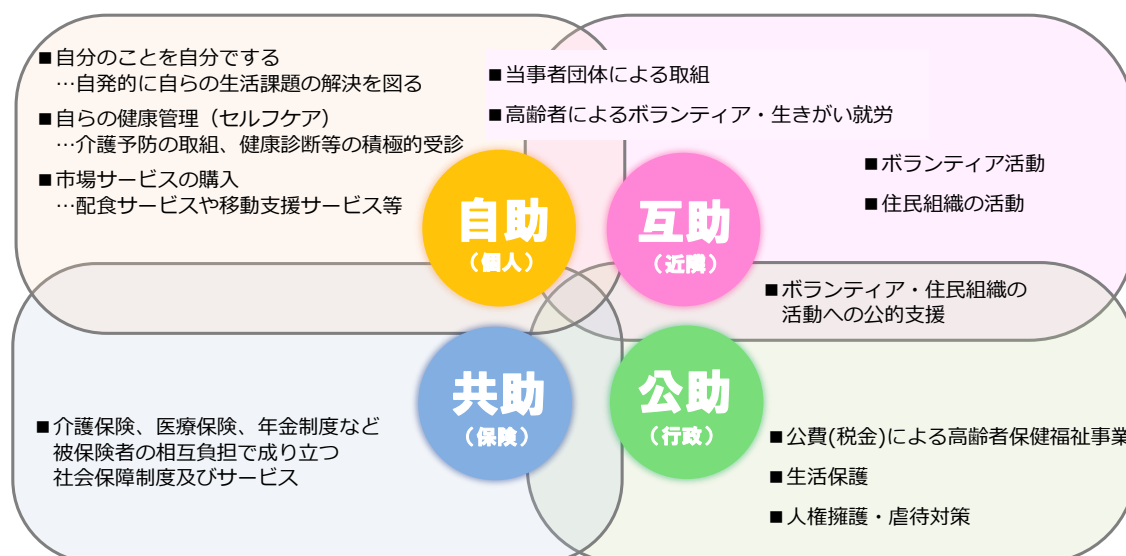 ■自分のことを自分でする
…自発的に自らの生活課題の解決を図る
■自らの健康管理（セルフケア）
…介護予防の取組、健康診断等の積極的受診
■市場サービスの購入
…配食サービスや移動支援サービス等
■当事者団体による取組
■高齢者によるボランティア・生きがい就労
■ボランティア活動
■住民組織の活動
自助
（個人）
互助
（近隣）
■ボランティア・住民組織の
活動への公的支援
共助
（保険）
公助
（行政）
■介護保険、医療保険、年金制度など
被保険者の相互負担で成り立つ
社会保障制度及びサービス
■公費(税金)による高齢者保健福祉事業
■生活保護
■人権擁護・虐待対策